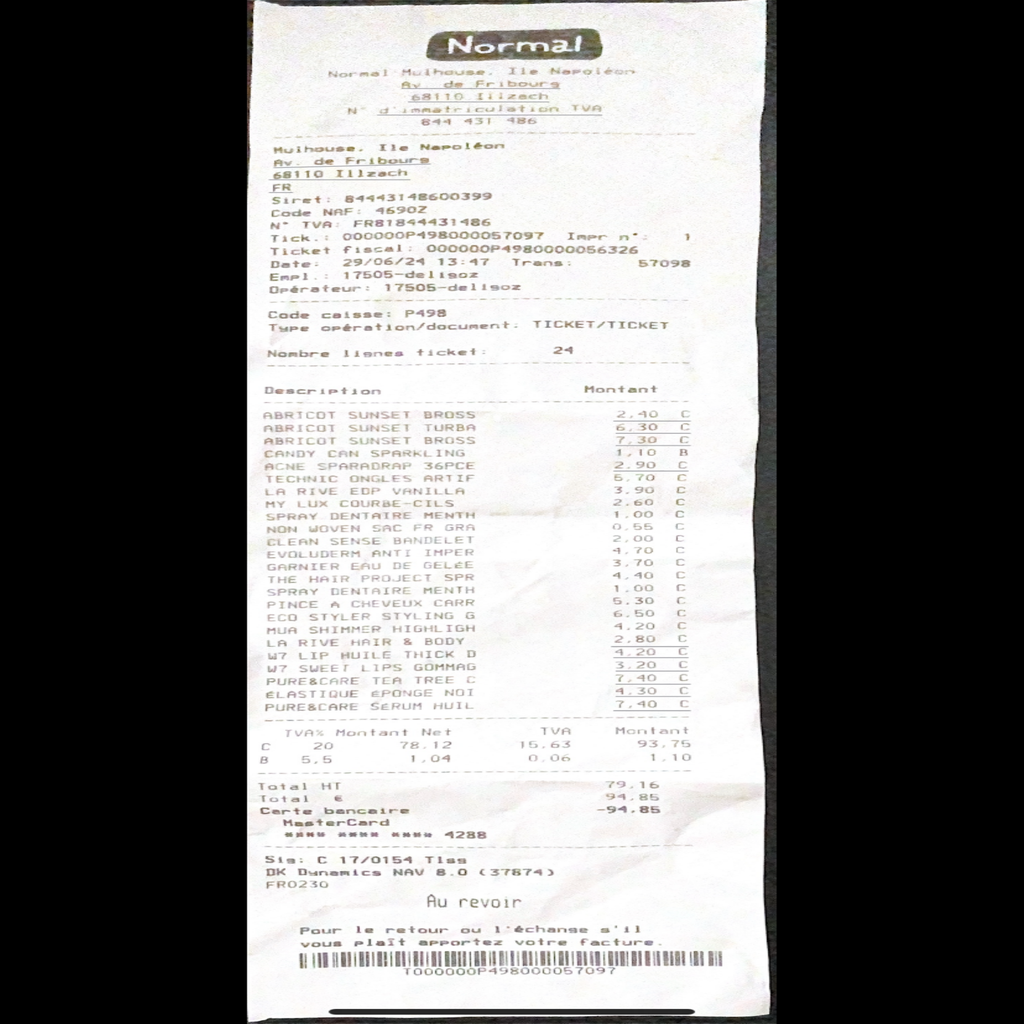 Normal
Normal Mulhouse, Ile Napoléon
Av. de Fribourg
68110 Illzach
N° d'immatriculation TVA
844 431 486
Mulhouse, Ile Napoléon
Av. de Fribourg
68110 Illzach
FR
Siret: 84443148600399
Code NAF: 4690Z
N° TVA: FR81844431486
Tick.: 000000P498000057097 Impr n°: 1
Ticket fiscal: 000000P4980000056326
Date: 29/06/24 13:47 Trans: 57098
Empl.: 17505-deligoz
Opérateur: 17505-deligoz
Code caisse: P498
Type opération/document: TICKET/TICKET
Nombre lignes ticket: 24
Description Montant
ABRICOT SUNSET BROSS 2,40 C
ABRICOT SUNSET TURBA 6,30 C
ABRICOT SUNSET BROSS 7,30 C
CANDY CAN SPARKLING 1,10 B
ACNE SPARADRAP 36PCE 2,90 C
TECHNIC ONGLES ARTIF 5,70 C
LA RIVE EDP VANILLA 3,90 C
MY LUX COURBE-CILS 2,60 C
SPRAY DENTAIRE MENTH 1,00 C
NON WOVEN SAC FR GRA 0,55 C
CLEAN SENSE BANDELET 2,00 C
EVOLUDERM ANTI IMPER 4,70 C
GARNIER EAU DE GELÉE 3,70 C
THE HAIR PROJECT SPR 4,40 C
SPRAY DENTAIRE MENTH 1,00 C
PINCE A CHEVEUX CARR 5,30 C
ECO STYLER STYLING G 6,50 C
MUA SHIMMER HIGHLIGH 4,20 C
LA RIVE HAIR & BODY 2,80 C
W7 LIP HUILE THICK D 4,20 C
W7 SWEET LIPS GOMMAG 3,20 C
PURE&CARE TEA TREE C 7,40 C
ÉLASTIQUE ÉPONGE NOI 4,30 C
PURE&CARE SÉRUM HUIL 7,40 C
TVA% Montant Net TVA Montant
C 20 78,12 15,63 93,75
B 5,5 1,04 0,06 1,10
Total HT 79,16
Total € 94,85
Carte bancaire -94,85
MasterCard
**** **** **** 4288
Sig: C 17/0154 Tlsg
DK Dynamics NAV 8.0 (37874)
FR0230
Au revoir
Pour le retour ou l'échange s'il
vous plaît apportez votre facture.
T000000P498000057097